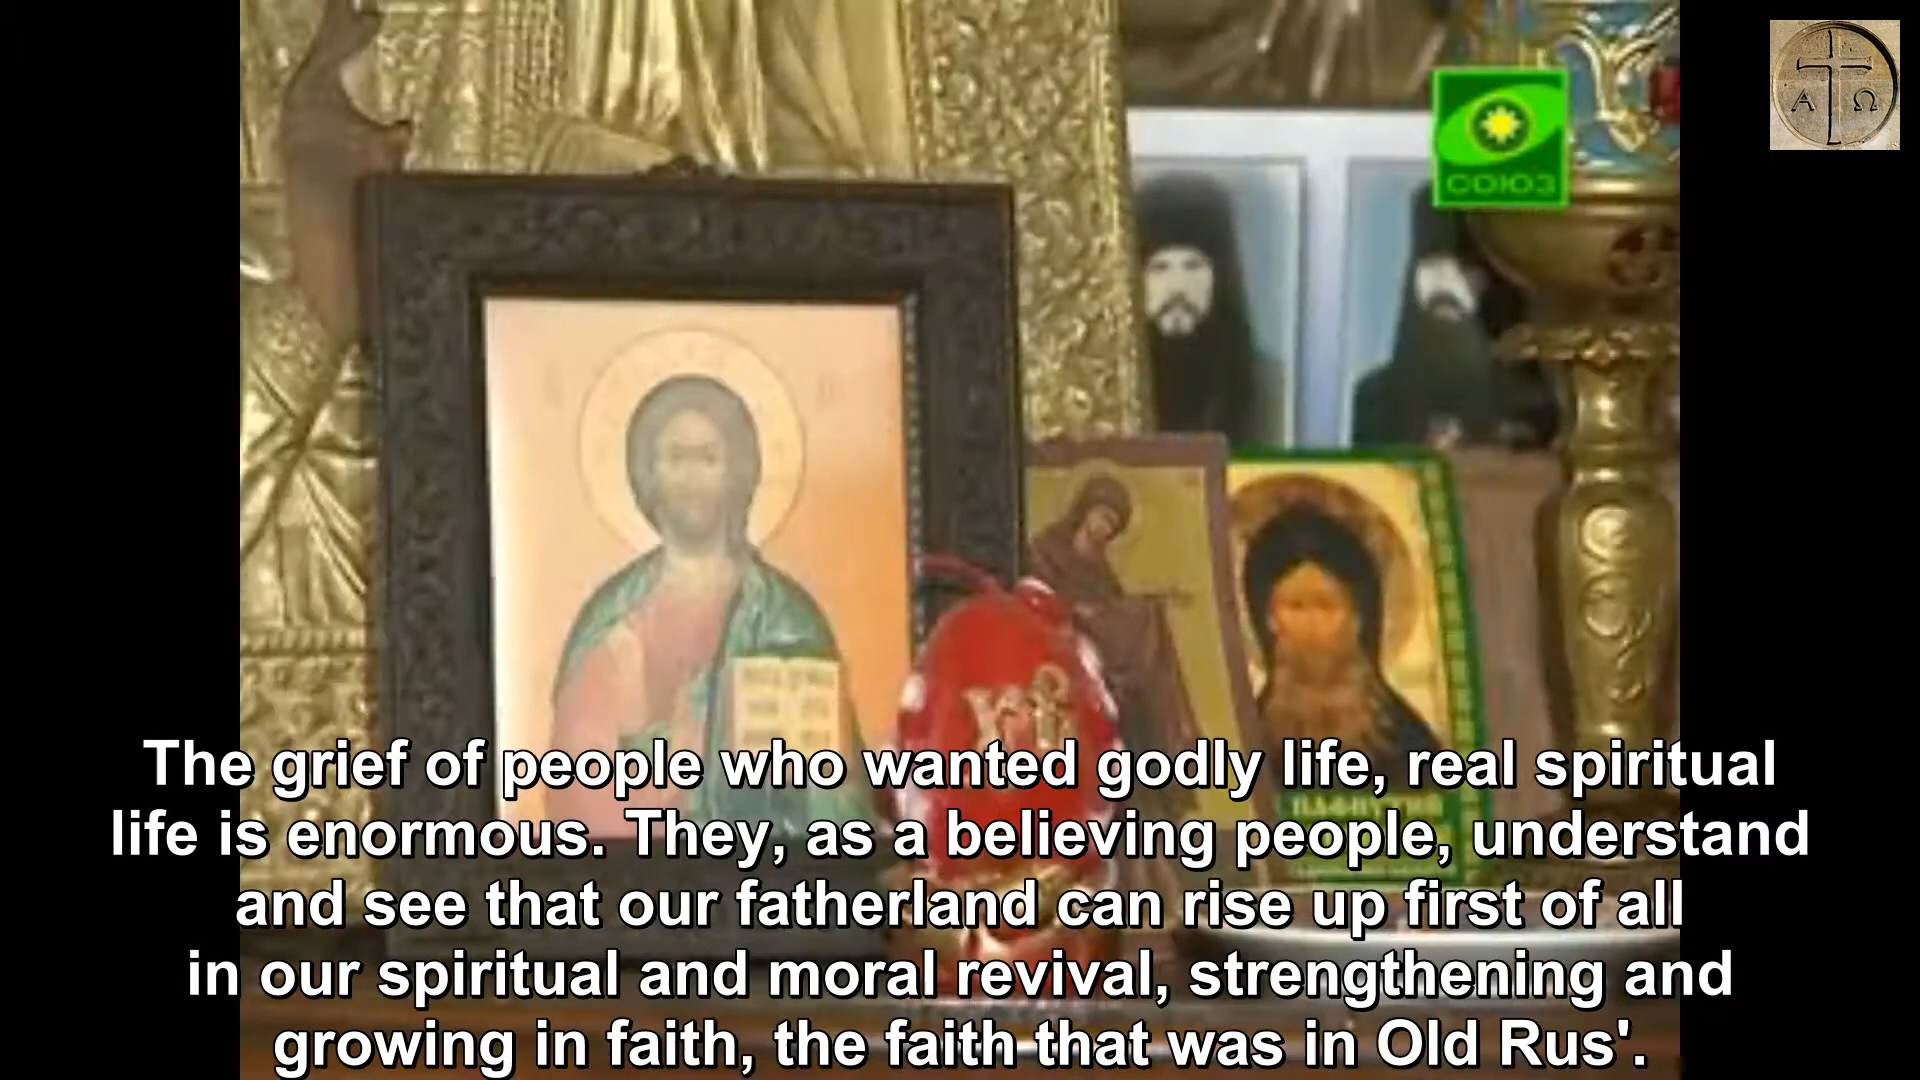 СОЮЗ
Α Ω
The grief of people who wanted godly life, real spiritual
life is enormous. They, as a believing people, understand
and see that our fatherland can rise up first of all
in our spiritual and moral revival, strengthening and
growing in faith, the faith that was in Old Rus'.